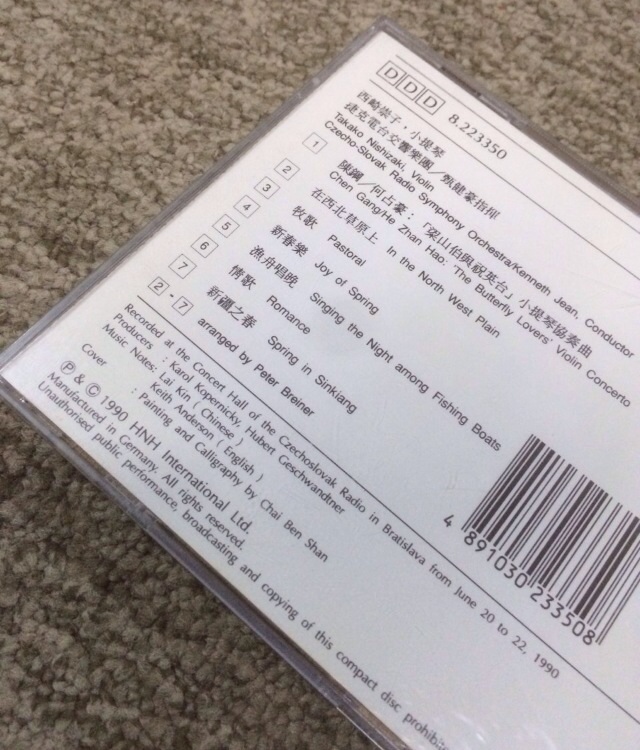 DDD 8.223350
西崎崇子，小提琴
捷克電台交響樂團／熱龍豪指揮
Takako Nishizaki, Violin
Czecho-Slovak Radio Symphony Orchestra/Kenneth Jean, Conductor
1 陳鋼／何占豪：「梁山伯與祝英台」小提琴協奏曲
Chen Gang/He Zhan Hao: 'The Butterfly Lovers' Violin Concerto
2 在西北草原上 In the North West Plain
3 牧歌 Pastoral
4 新春樂 Joy of Spring
5 漁舟唱晚 Singing the Night among Fishing Boats
6 情歌 Romance
7 新疆之春 Spring in Sinkiang
2 - 7 arranged by Peter Breiner
Recorded at the Concert Hall of the Czechoslovak Radio in Bratislava from June 20 to 22, 1990
Producers : Karol Kopernicky, Hubert Geschwandtner
Music Notes: Lai Kin ( Chinese )
Keith Anderson ( English )
Cover : Painting and Calligraphy by Chai Ben Shan
℗ & © 1990 HNH International Ltd.
Manufactured in Germany. All rights reserved.
Unauthorised public performance, broadcasting and copying of this compact disc prohibi
4 891030 233508